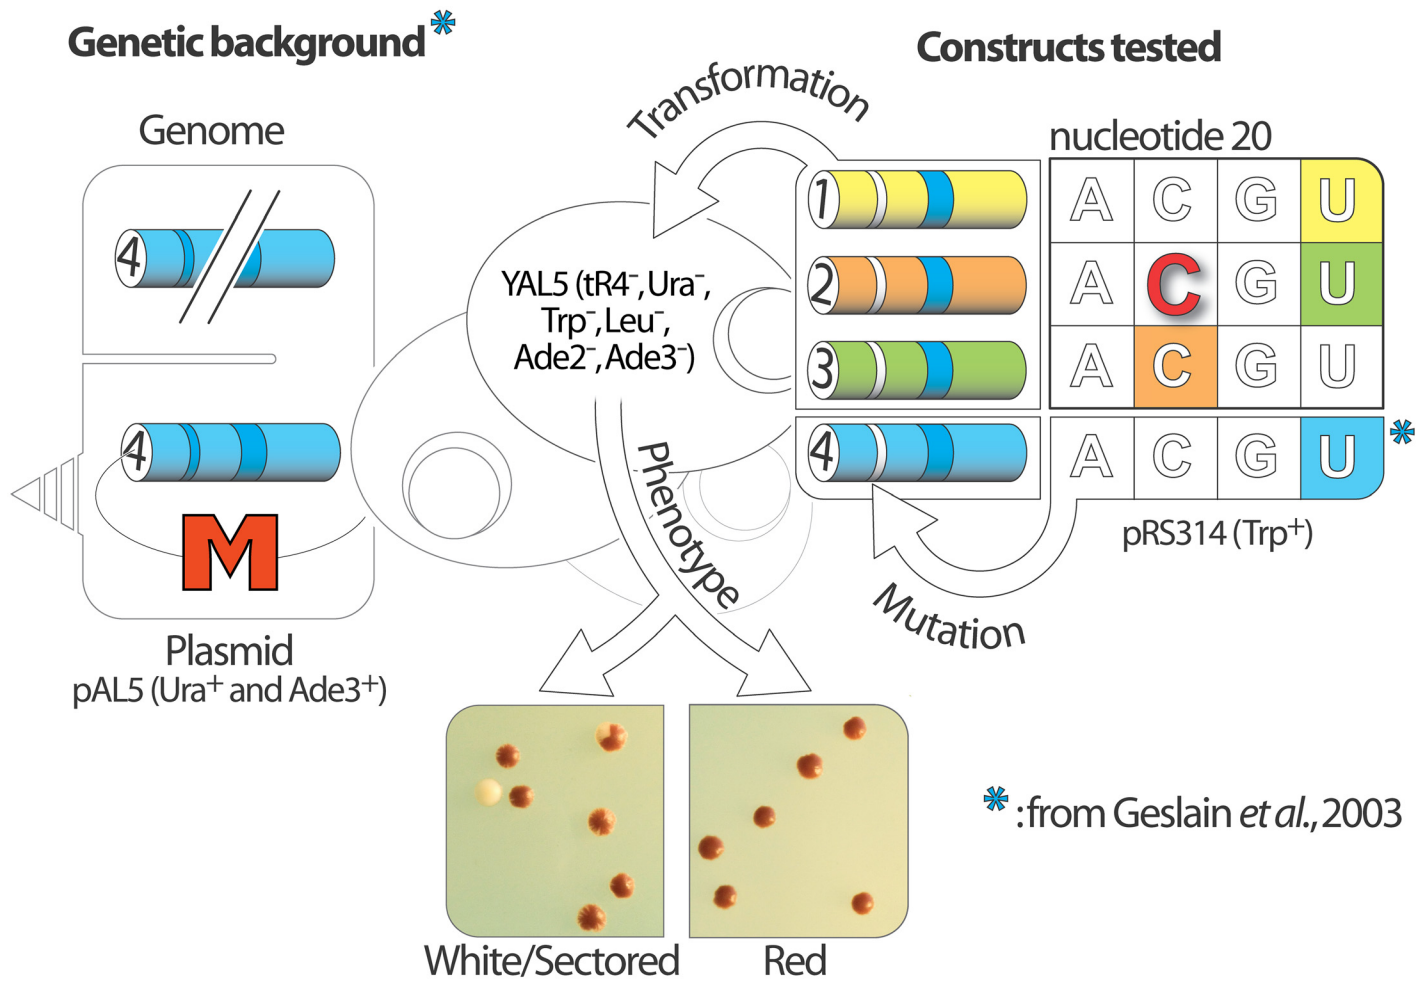 Genetic background*
Constructs tested
Transformation
Genome
nucleotide 20
4
4
M
Plasmid
pAL5 (Ura+ and Ade3+)
YAL5 (tR4−, Ura−,
Trp−, Leu−,
Ade2−, Ade3−)
1
A C G U
2
A C G U
3
A C G U
4
A C G U *
pRS314 (Trp+)
Mutation
Phenotype
White/Sectored
Red
* : from Geslain et al., 2003